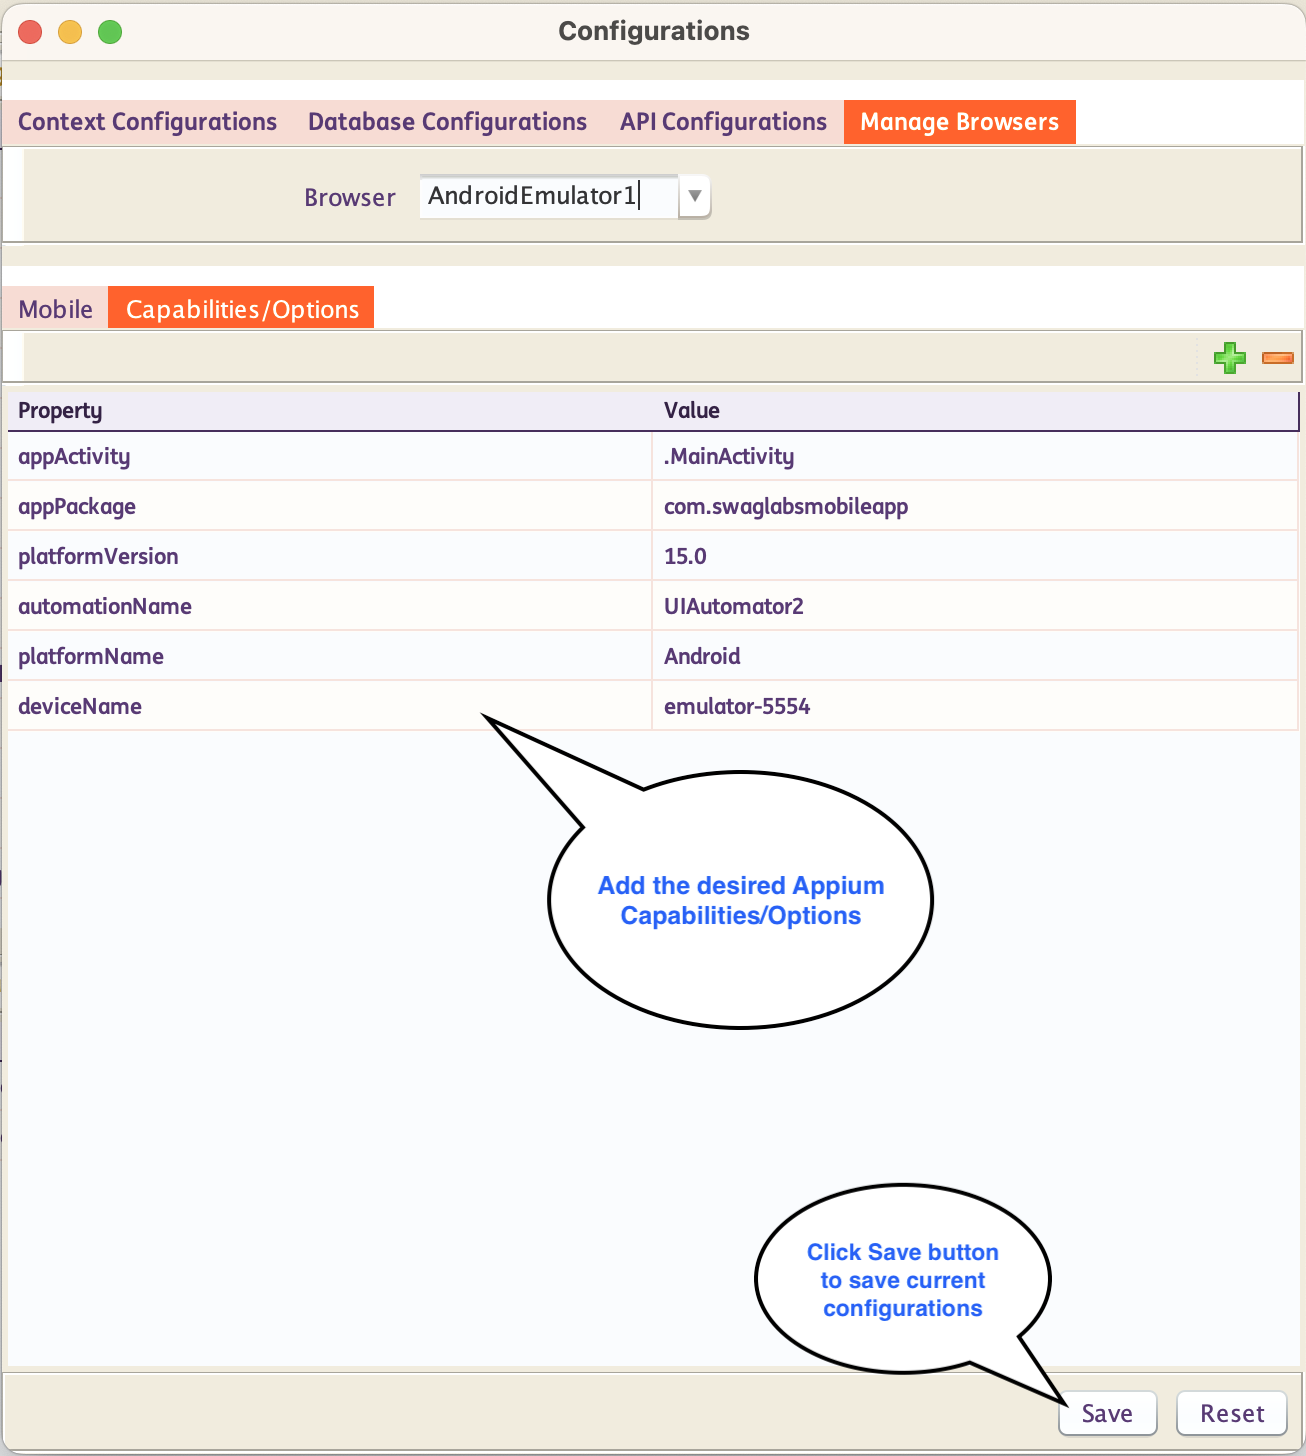 Configurations
Context Configurations Database Configurations API Configurations Manage Browsers
Browser AndroidEmulator1
Mobile Capabilities/Options
Property Value
appActivity .MainActivity
appPackage com.swaglabsmobileapp
platformVersion 15.0
automationName UIAutomator2
platformName Android
deviceName emulator-5554
Add the desired Appium
Capabilities/Options
Click Save button
to save current
configurations
Save Reset